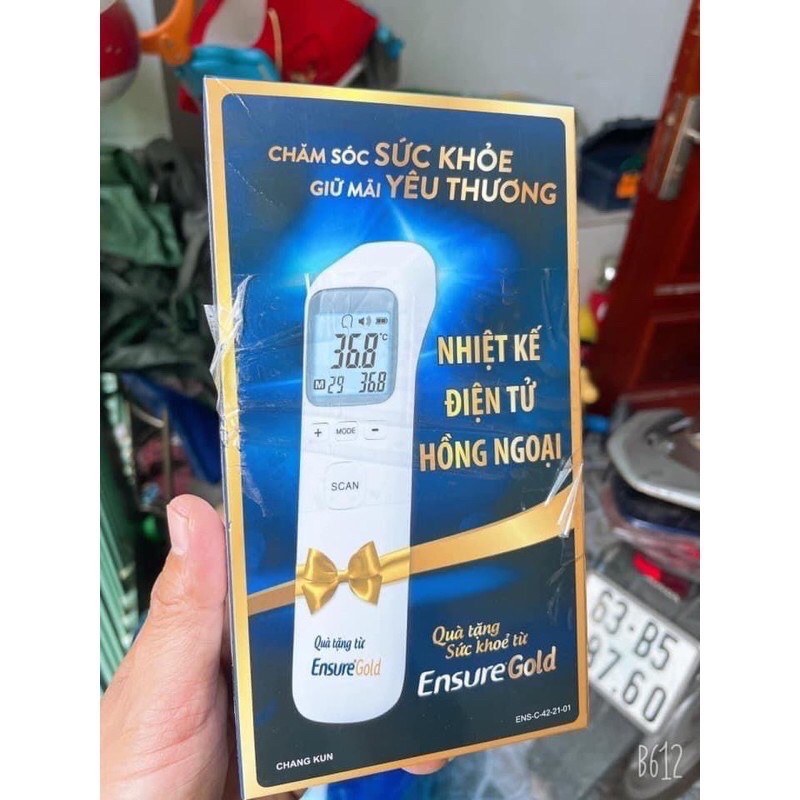 CHĂM SÓC SỨC KHỎE
GIỮ MÃI YÊU THƯƠNG
36.8 °C
M 29 36.8
+ MODE -
SCAN
NHIỆT KẾ
ĐIỆN TỬ
HỒNG NGOẠI
Quà tặng từ
Ensure Gold
Quà tặng
Sức khoẻ từ
Ensure Gold
ENS-C-42-21-01
CHANG KUN
63-B5
87.60
B612